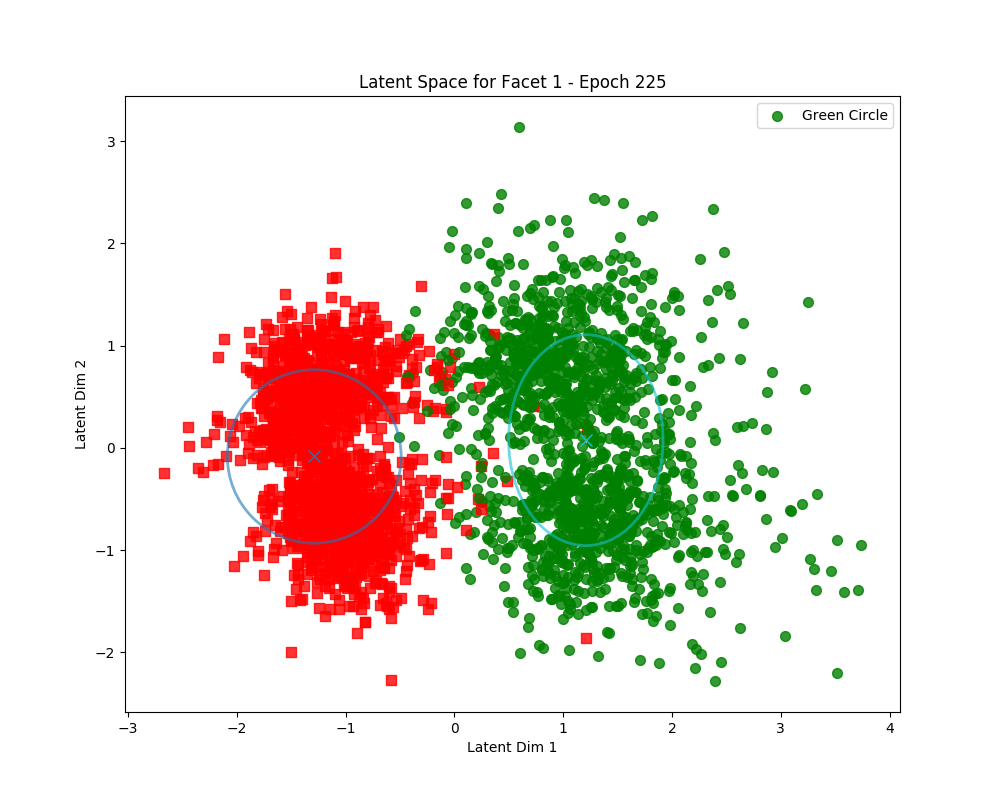 Latent Space for Facet 1 - Epoch 225
Green Circle
3
2
1
0
−1
−2
Latent Dim 2
−3 −2 −1 0 1 2 3 4
Latent Dim 1